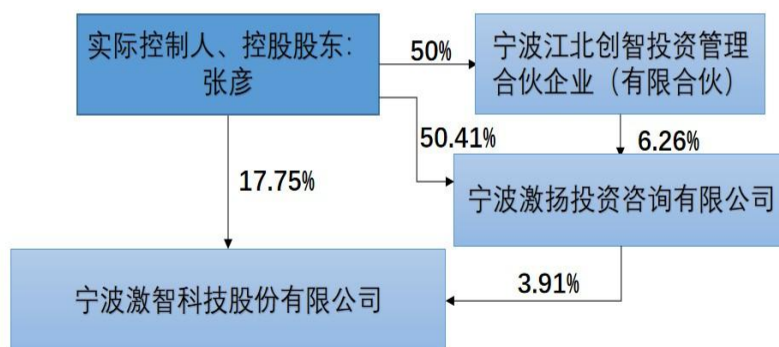 实际控制人、控股股东：
张彦
50%
宁波江北创智投资管理
合伙企业（有限合伙）
50.41%
6.26%
17.75%
宁波激扬投资咨询有限公司
宁波激智科技股份有限公司
3.91%